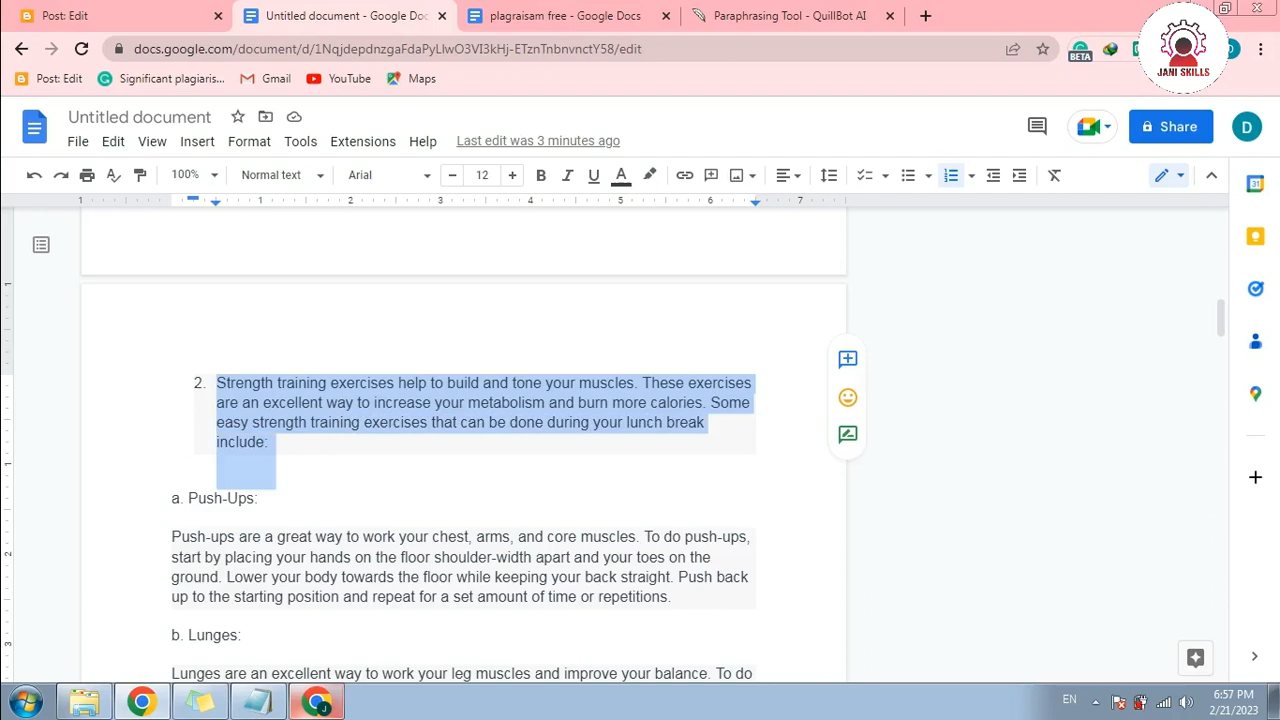 Post: Edit
Untitled document - Google Doc
plagraisam free - Google Docs
Paraphrasing Tool - QuillBot AI
docs.google.com/document/d/1NqjdepdnzgaFdaPyLlwO3VI3kHj-ETznTnbnvnctY58/edit
BETA
JANI SKILLS
Post: Edit
Significant plagiaris...
Gmail
YouTube
Maps
Untitled document
File
Edit
View
Insert
Format
Tools
Extensions
Help
Last edit was 3 minutes ago
Share
D
100%
Normal text
Arial
12
1 1 2 3 4 5 6 7
2. Strength training exercises help to build and tone your muscles. These exercises
are an excellent way to increase your metabolism and burn more calories. Some
easy strength training exercises that can be done during your lunch break
include:
a. Push-Ups:
Push-ups are a great way to work your chest, arms, and core muscles. To do push-ups,
start by placing your hands on the floor shoulder-width apart and your toes on the
ground. Lower your body towards the floor while keeping your back straight. Push back
up to the starting position and repeat for a set amount of time or repetitions.
b. Lunges:
Lunges are an excellent way to work your leg muscles and improve your balance. To do
EN
6:57 PM
2/21/2023